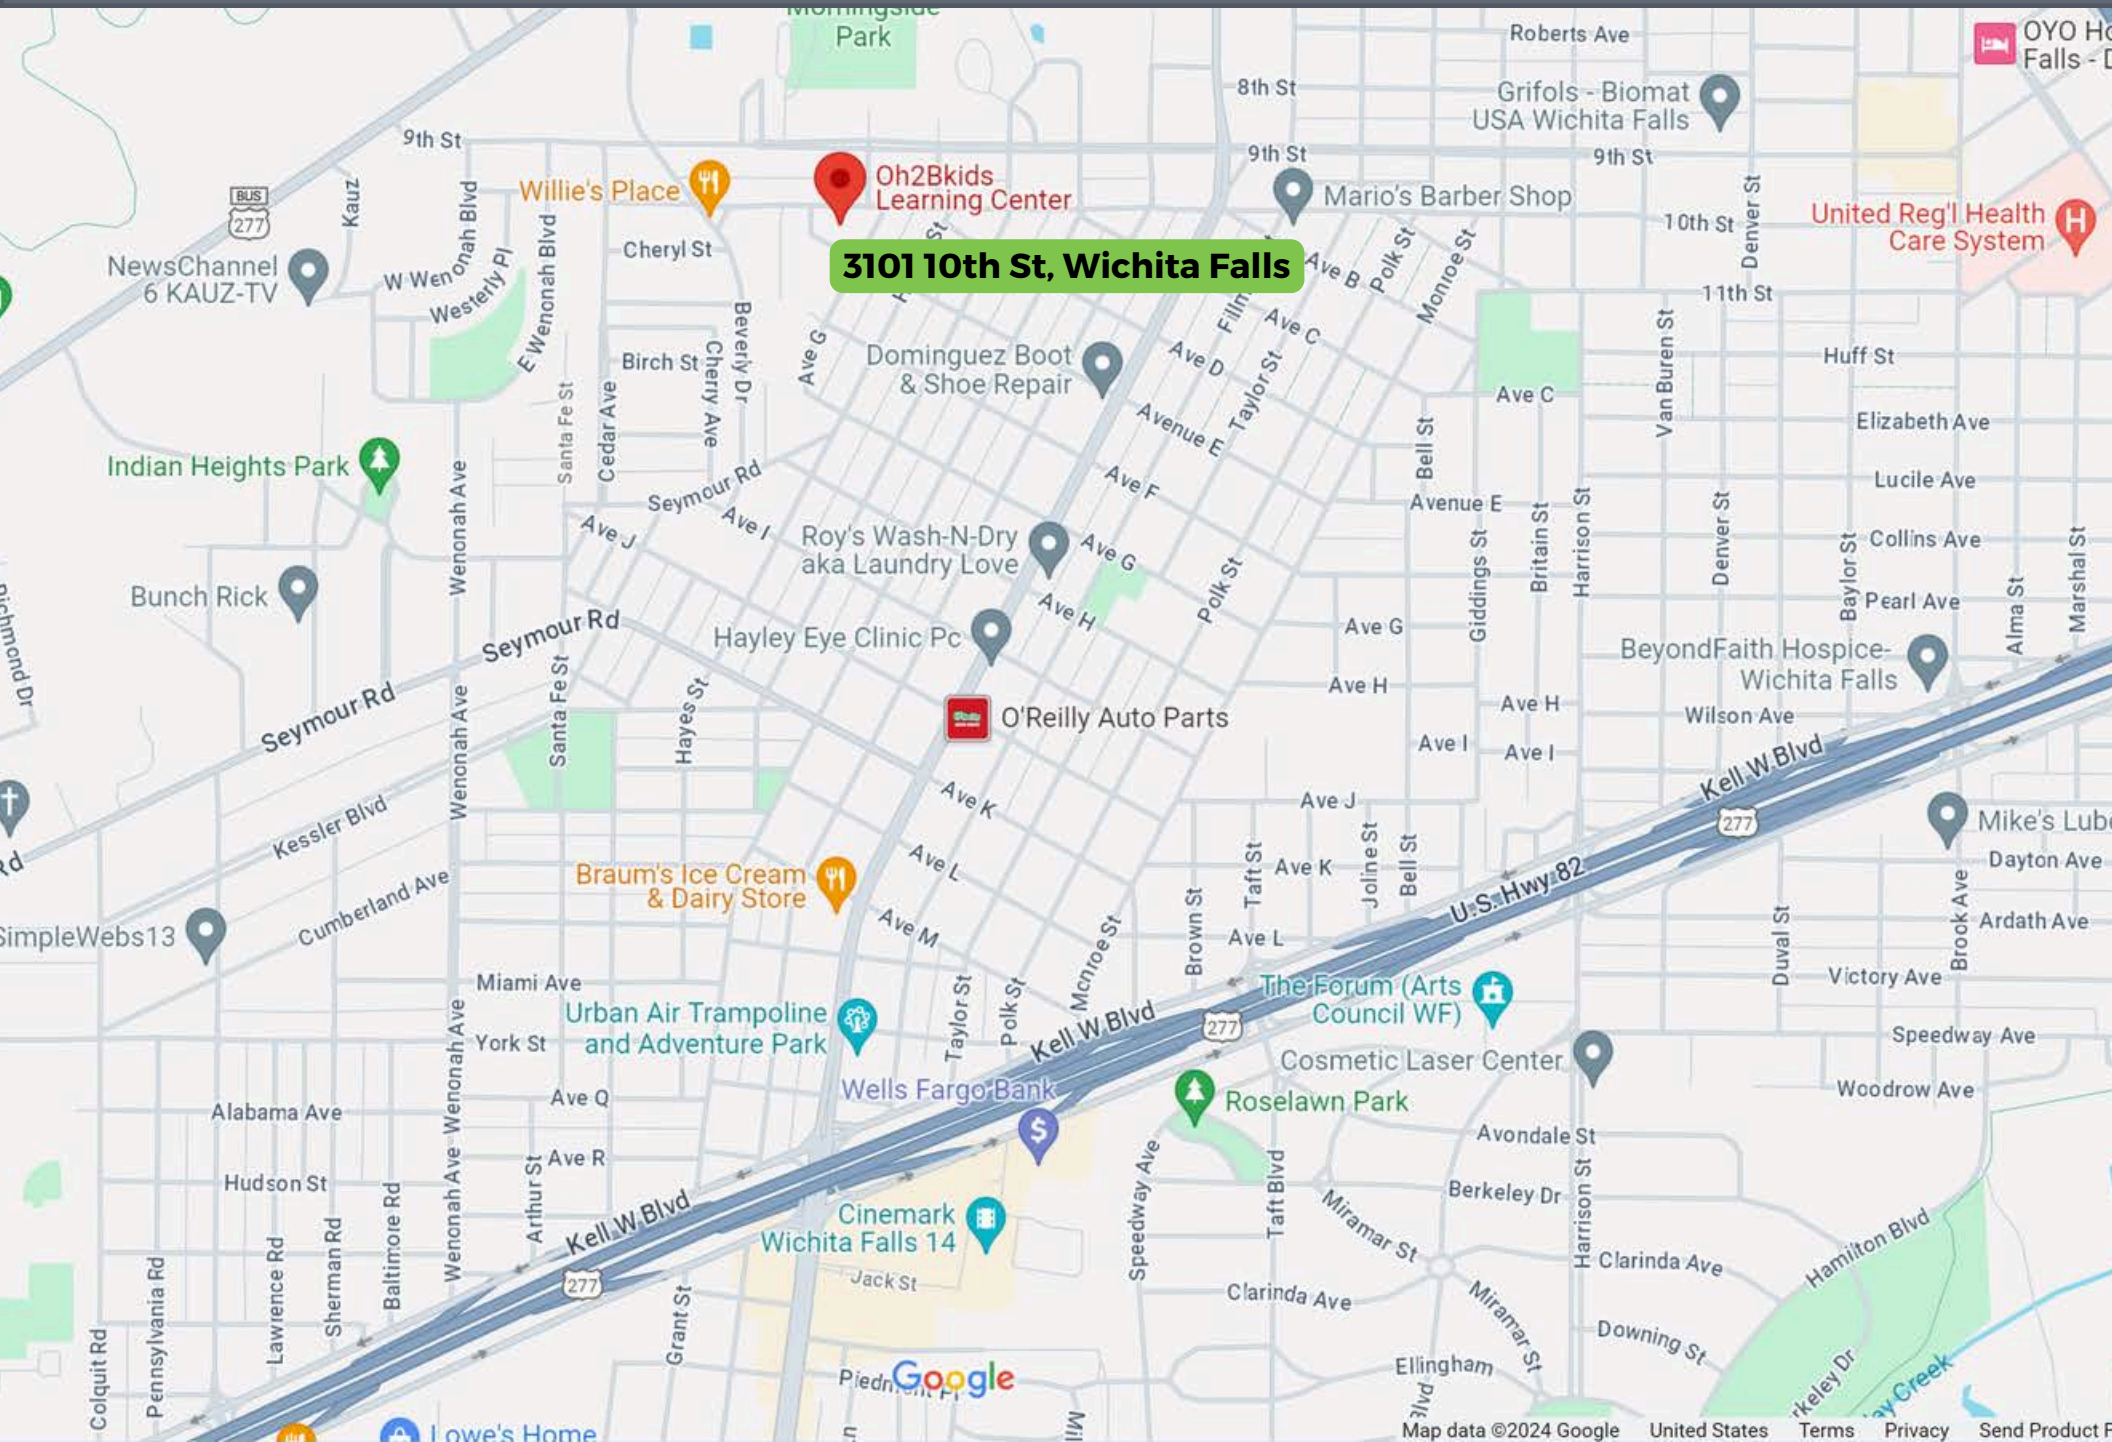 Morningside
Park
Roberts Ave
OYO Ho
Falls - D
8th St
Grifols - Biomat
USA Wichita Falls
9th St
9th St
9th St
BUS
277
Kauz
Willie's Place
Oh2Bkids
Learning Center
Mario's Barber Shop
10th St
Denver St
United Reg'l Health
Care System
H
3101 10th St, Wichita Falls
NewsChannel
6 KAUZ-TV
W Wenonah Blvd
Westerly Pl
E Wenonah Blvd
Cheryl St
Ave B
Polk St
Monroe St
11th St
Beverly Dr
Birch St
Cherry Ave
Ave G
Dominguez Boot
& Shoe Repair
Ave D
Ave C
Taylor St
Van Buren St
Huff St
Ave C
Elizabeth Ave
Santa Fe St
Cedar Ave
Avenue E
Bell St
Indian Heights Park
Wenonah Ave
Seymour Rd
Ave F
Lucile Ave
Avenue E
Ave J
Ave I
Roy's Wash-N-Dry
aka Laundry Love
Ave G
Giddings St
Britain St
Harrison St
Denver St
Collins Ave
Baylor St
Marshal St
Bunch Rick
Richmond Dr
Ave H
Polk St
Pearl Ave
Alma St
Seymour Rd
Hayley Eye Clinic Pc
Ave G
BeyondFaith Hospice-
Wichita Falls
Seymour Rd
Wenonah Ave
Santa Fe St
Hayes St
O'Reilly Auto Parts
Ave H
Ave H
Wilson Ave
Ave I
Ave I
Kell W Blvd
277
Kessler Blvd
Ave K
Ave J
Mike's Lube
Rd
Cumberland Ave
Braum's Ice Cream
& Dairy Store
Ave L
Taft St
Ave K
Joline St
Bell St
U.S. Hwy 82
Dayton Ave
SimpleWebs13
Ave M
Monroe St
Brown St
Ave L
Duval St
Brook Ave
Ardath Ave
Miami Ave
The Forum (Arts
Council WF)
Victory Ave
Urban Air Trampoline
and Adventure Park
Taylor St
Polk St
Kell W Blvd
277
York St
Wenonah Ave
Cosmetic Laser Center
Speedway Ave
Wells Fargo Bank
Roselawn Park
Woodrow Ave
Alabama Ave
Ave Q
Avondale St
Wenonah Ave
Ave R
Arthur St
Hudson St
Baltimore Rd
Kell W Blvd
277
Cinemark
Wichita Falls 14
Jack St
Speedway Ave
Taft Blvd
Miramar St
Berkeley Dr
Harrison St
Clarinda Ave
Hamilton Blvd
Clarinda Ave
Miramar St
Downing St
Colquit Rd
Pennsylvania Rd
Lawrence Rd
Sherman Rd
Grant St
Google
Ellingham
Blvd
rkeley Dr
ay Creek
Lowe's Home
Mil
Map data ©2024 Google United States Terms Privacy Send Product F